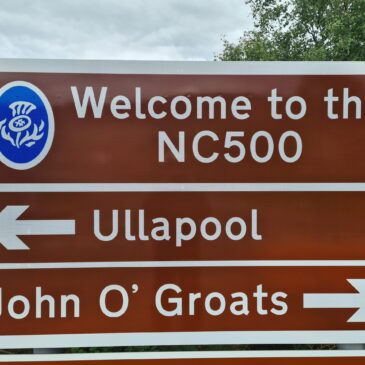 Welcome to th
NC500
Ullapool
John O' Groats